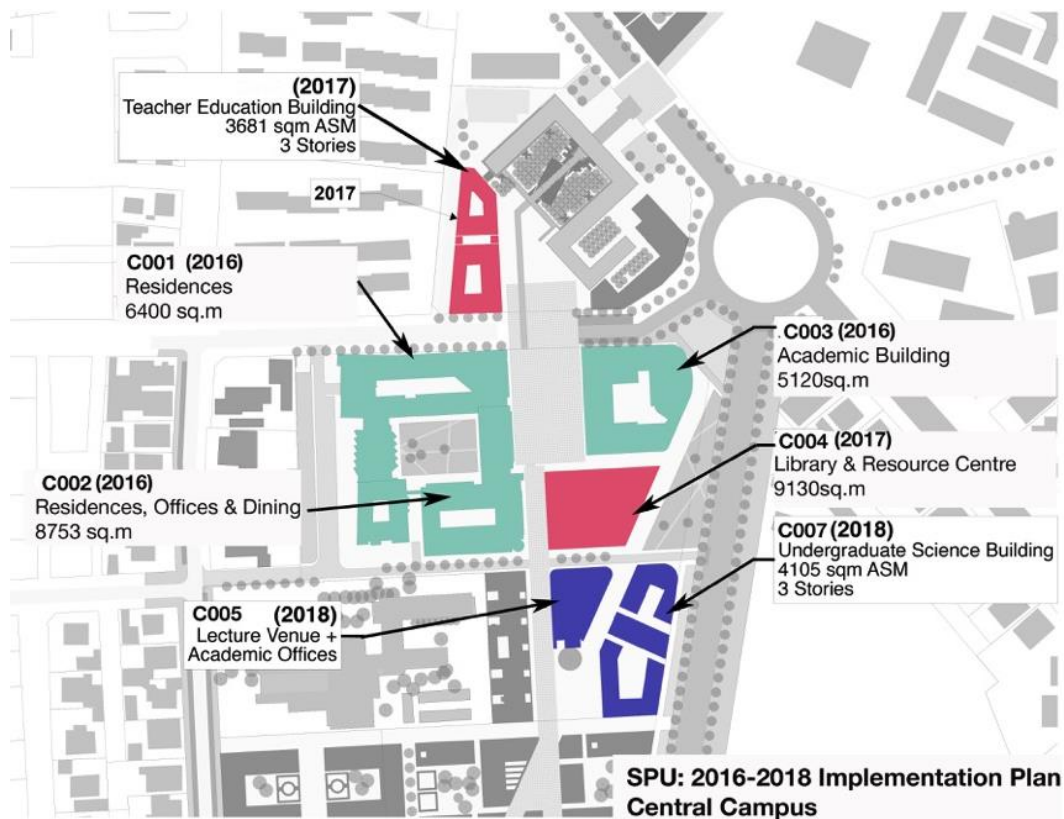 (2017)
Teacher Education Building
3681 sqm ASM
3 Stories
2017
C001 (2016)
Residences
6400 sq.m
C003 (2016)
Academic Building
5120sq.m
C004 (2017)
Library & Resource Centre
9130sq.m
C002 (2016)
Residences, Offices & Dining
8753 sq.m
C007 (2018)
Undergraduate Science Building
4105 sqm ASM
3 Stories
C005 (2018)
Lecture Venue +
Academic Offices
SPU: 2016-2018 Implementation Plan
Central Campus